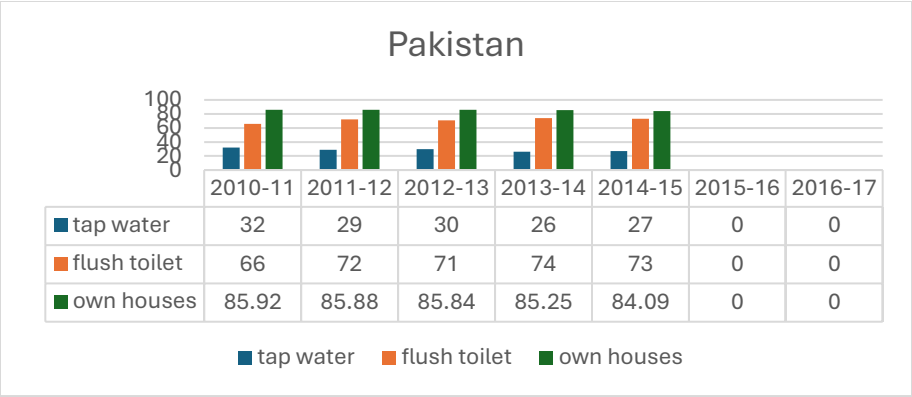 Pakistan
100
80
60
40
20
0
2010-11 2011-12 2012-13 2013-14 2014-15 2015-16 2016-17
tap water 32 29 30 26 27 0 0
flush toilet 66 72 71 74 73 0 0
own houses 85.92 85.88 85.84 85.25 84.09 0 0
tap water flush toilet own houses